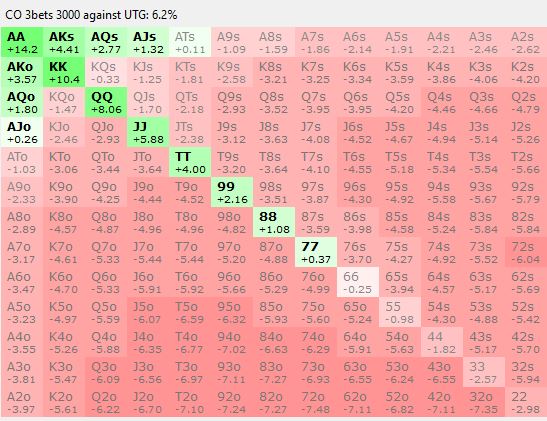 CO 3bets 3000 against UTG: 6.2%
AA AKs AQs AJs ATs A9s A8s A7s A6s A5s A4s A3s A2s
+14.2 +4.41 +2.77 +1.32 -0.11 -1.09 -1.59 -1.86 -2.14 -1.91 -2.21 -2.46 -2.62
AKo KK KQs KJs KTs K9s K8s K7s K6s K5s K4s K3s K2s
+3.57 +10.4 -0.33 -1.25 -1.81 -2.58 -3.21 -3.25 -3.34 -3.59 -3.86 -4.06 -4.20
AQo KQo QQ QJs QTs Q9s Q8s Q7s Q6s Q5s Q4s Q3s Q2s
+1.80 -1.47 +8.06 -1.70 -2.18 -2.93 -3.52 -3.95 -3.95 -4.20 -4.46 -4.66 -4.79
AJo KJo QJo JJ JTs J9s J8s J7s J6s J5s J4s J3s J2s
+0.26 -2.46 -2.93 +5.88 -2.38 -3.12 -3.63 -4.08 -4.52 -4.67 -4.94 -5.14 -5.26
ATo KTo QTo JTo TT T9s T8s T7s T6s T5s T4s T3s T2s
-1.03 -3.06 -3.44 -3.64 +4.00 -3.20 -3.64 -4.10 -4.55 -5.18 -5.34 -5.54 -5.66
A9o K9o Q9o J9o T9o 99 98s 97s 96s 95s 94s 93s 92s
-2.33 -3.90 -4.25 -4.44 -4.52 +2.16 -3.51 -3.87 -4.30 -4.92 -5.58 -5.67 -5.79
A8o K8o Q8o J8o T8o 98o 88 87s 86s 85s 84s 83s 82s
-2.89 -4.57 -4.87 -4.96 -4.96 -4.82 +1.08 -3.59 -3.98 -4.58 -5.24 -5.84 -5.84
A7o K7o Q7o J7o T7o 97o 87o 77 76s 75s 74s 73s 72s
-3.17 -4.61 -5.33 -5.44 -5.44 -5.20 -4.88 +0.37 -3.70 -4.27 -4.92 -5.52 -6.04
A6o K6o Q6o J6o T6o 96o 86o 76o 66 65s 64s 63s 62s
-3.47 -4.70 -5.33 -5.91 -5.92 -5.66 -5.29 -4.99 -0.25 -3.94 -4.57 -5.17 -5.69
A5o K5o Q5o J5o T5o 95o 85o 75o 65o 55 54s 53s 52s
-3.23 -4.97 -5.59 -6.07 -6.59 -6.32 -5.93 -5.60 -5.24 -0.98 -4.30 -4.88 -5.42
A4o K4o Q4o J4o T4o 94o 84o 74o 64o 54o 44 43s 42s
-3.55 -5.26 -5.88 -6.35 -6.77 -7.02 -6.63 -6.29 -5.91 -5.63 -1.82 -5.17 -5.70
A3o K3o Q3o J3o T3o 93o 83o 73o 63o 53o 43o 33 32s
-3.81 -5.47 -6.09 -6.56 -6.97 -7.11 -7.27 -6.93 -6.55 -6.24 -6.55 -2.57 -5.94
A2o K2o Q2o J2o T2o 92o 82o 72o 62o 52o 42o 32o 22
-3.97 -5.61 -6.22 -6.70 -7.10 -7.24 -7.27 -7.48 -7.11 -6.82 -7.11 -7.35 -2.98